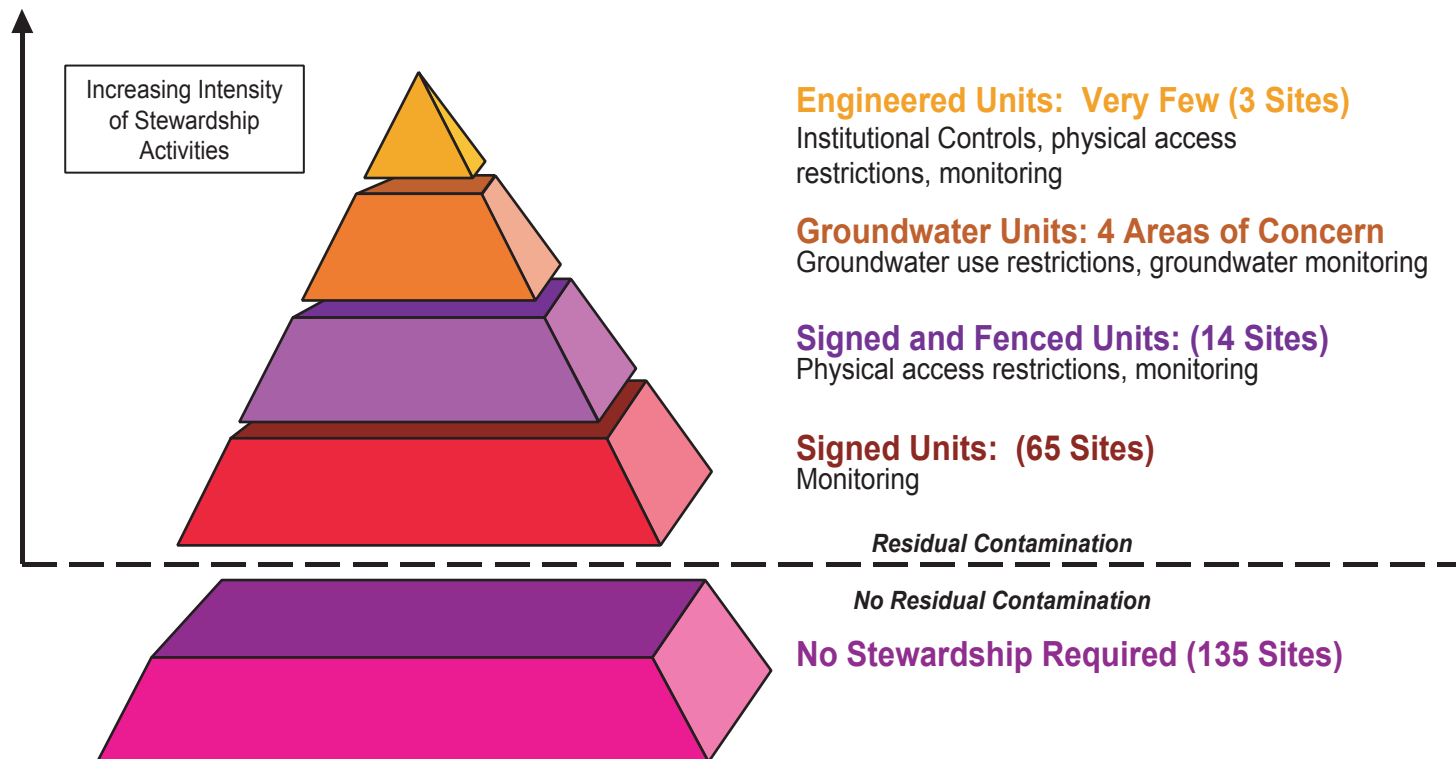 Increasing Intensity
of Stewardship
Activities
Engineered Units:  Very Few (3 Sites)
Institutional Controls, physical access
restrictions, monitoring
Groundwater Units: 4 Areas of Concern
Groundwater use restrictions, groundwater monitoring
Signed and Fenced Units: (14 Sites)
Physical access restrictions, monitoring
Signed Units:  (65 Sites)
Monitoring
Residual Contamination
No Residual Contamination
No Stewardship Required (135 Sites)